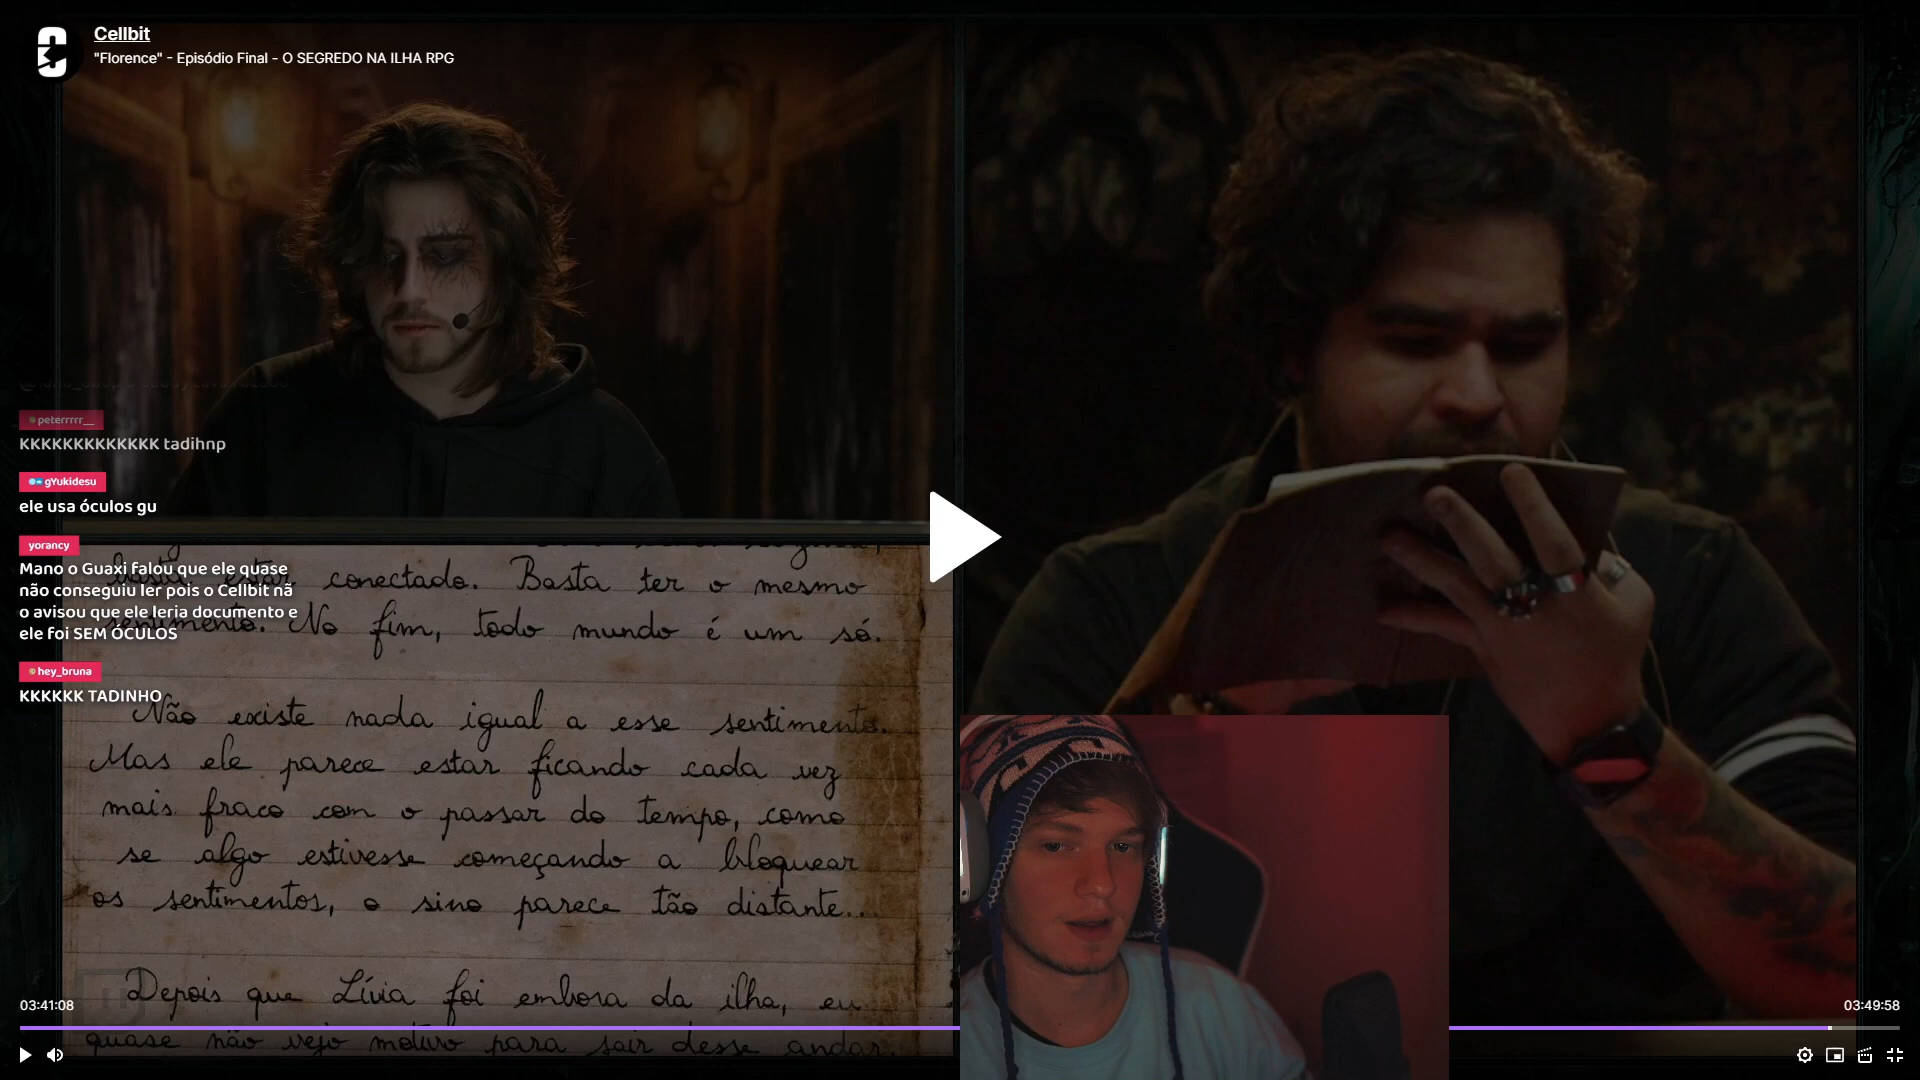 Cellbit
"Florence" - Episódio Final - O SEGREDO NA ILHA RPG
peterrrrr__
KKKKKKKKKKKKK tadihnp
gYukidesu
ele usa óculos gu
yorancy
Mano o Guaxi falou que ele quase
não conseguiu ler pois o Cellbit nã
o avisou que ele leria documento e
ele foi SEM ÓCULOS
hey_bruna
KKKKKK TADINHO
basta estar conectado. Basta ter o mesmo
sentimento. No fim, todo mundo é um só.
Não existe nada igual a esse sentimento.
Mas ele parece estar ficando cada vez
mais fraco com o passar do tempo, como
se algo estivesse começando a bloquear
os sentimentos, o sino parece tão distante...
Depois que Lívia foi embora da ilha, eu
quase não vejo motivo para sair desse andar.
03:41:08
03:49:58